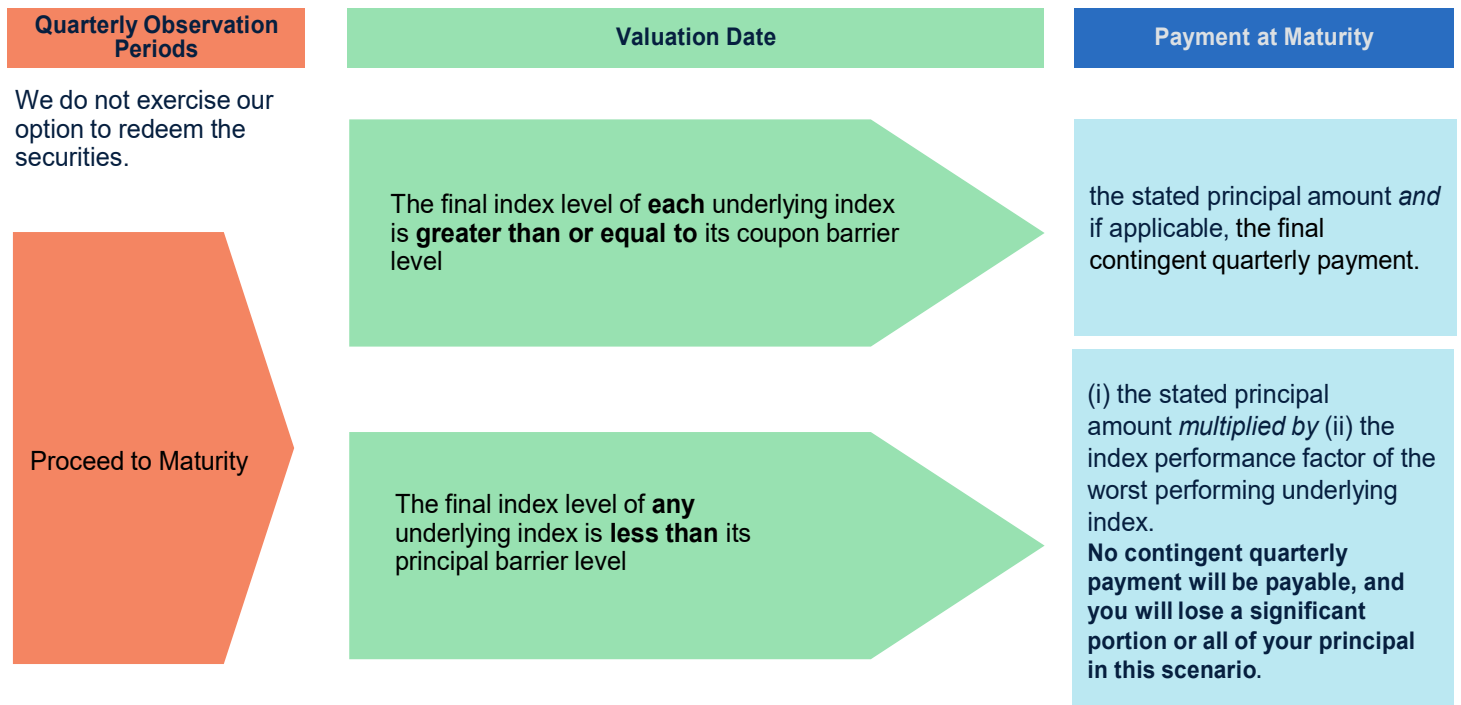 Quarterly Observation
Periods
Valuation Date
Payment at Maturity
We do not exercise our
option to redeem the
securities.
Proceed to Maturity
The final index level of each underlying index
is greater than or equal to its coupon barrier
level
the stated principal amount and
if applicable, the final
contingent quarterly payment.
The final index level of any
underlying index is less than its
principal barrier level
(i) the stated principal
amount multiplied by (ii) the
index performance factor of the
worst performing underlying
index.
No contingent quarterly
payment will be payable, and
you will lose a significant
portion or all of your principal
in this scenario.